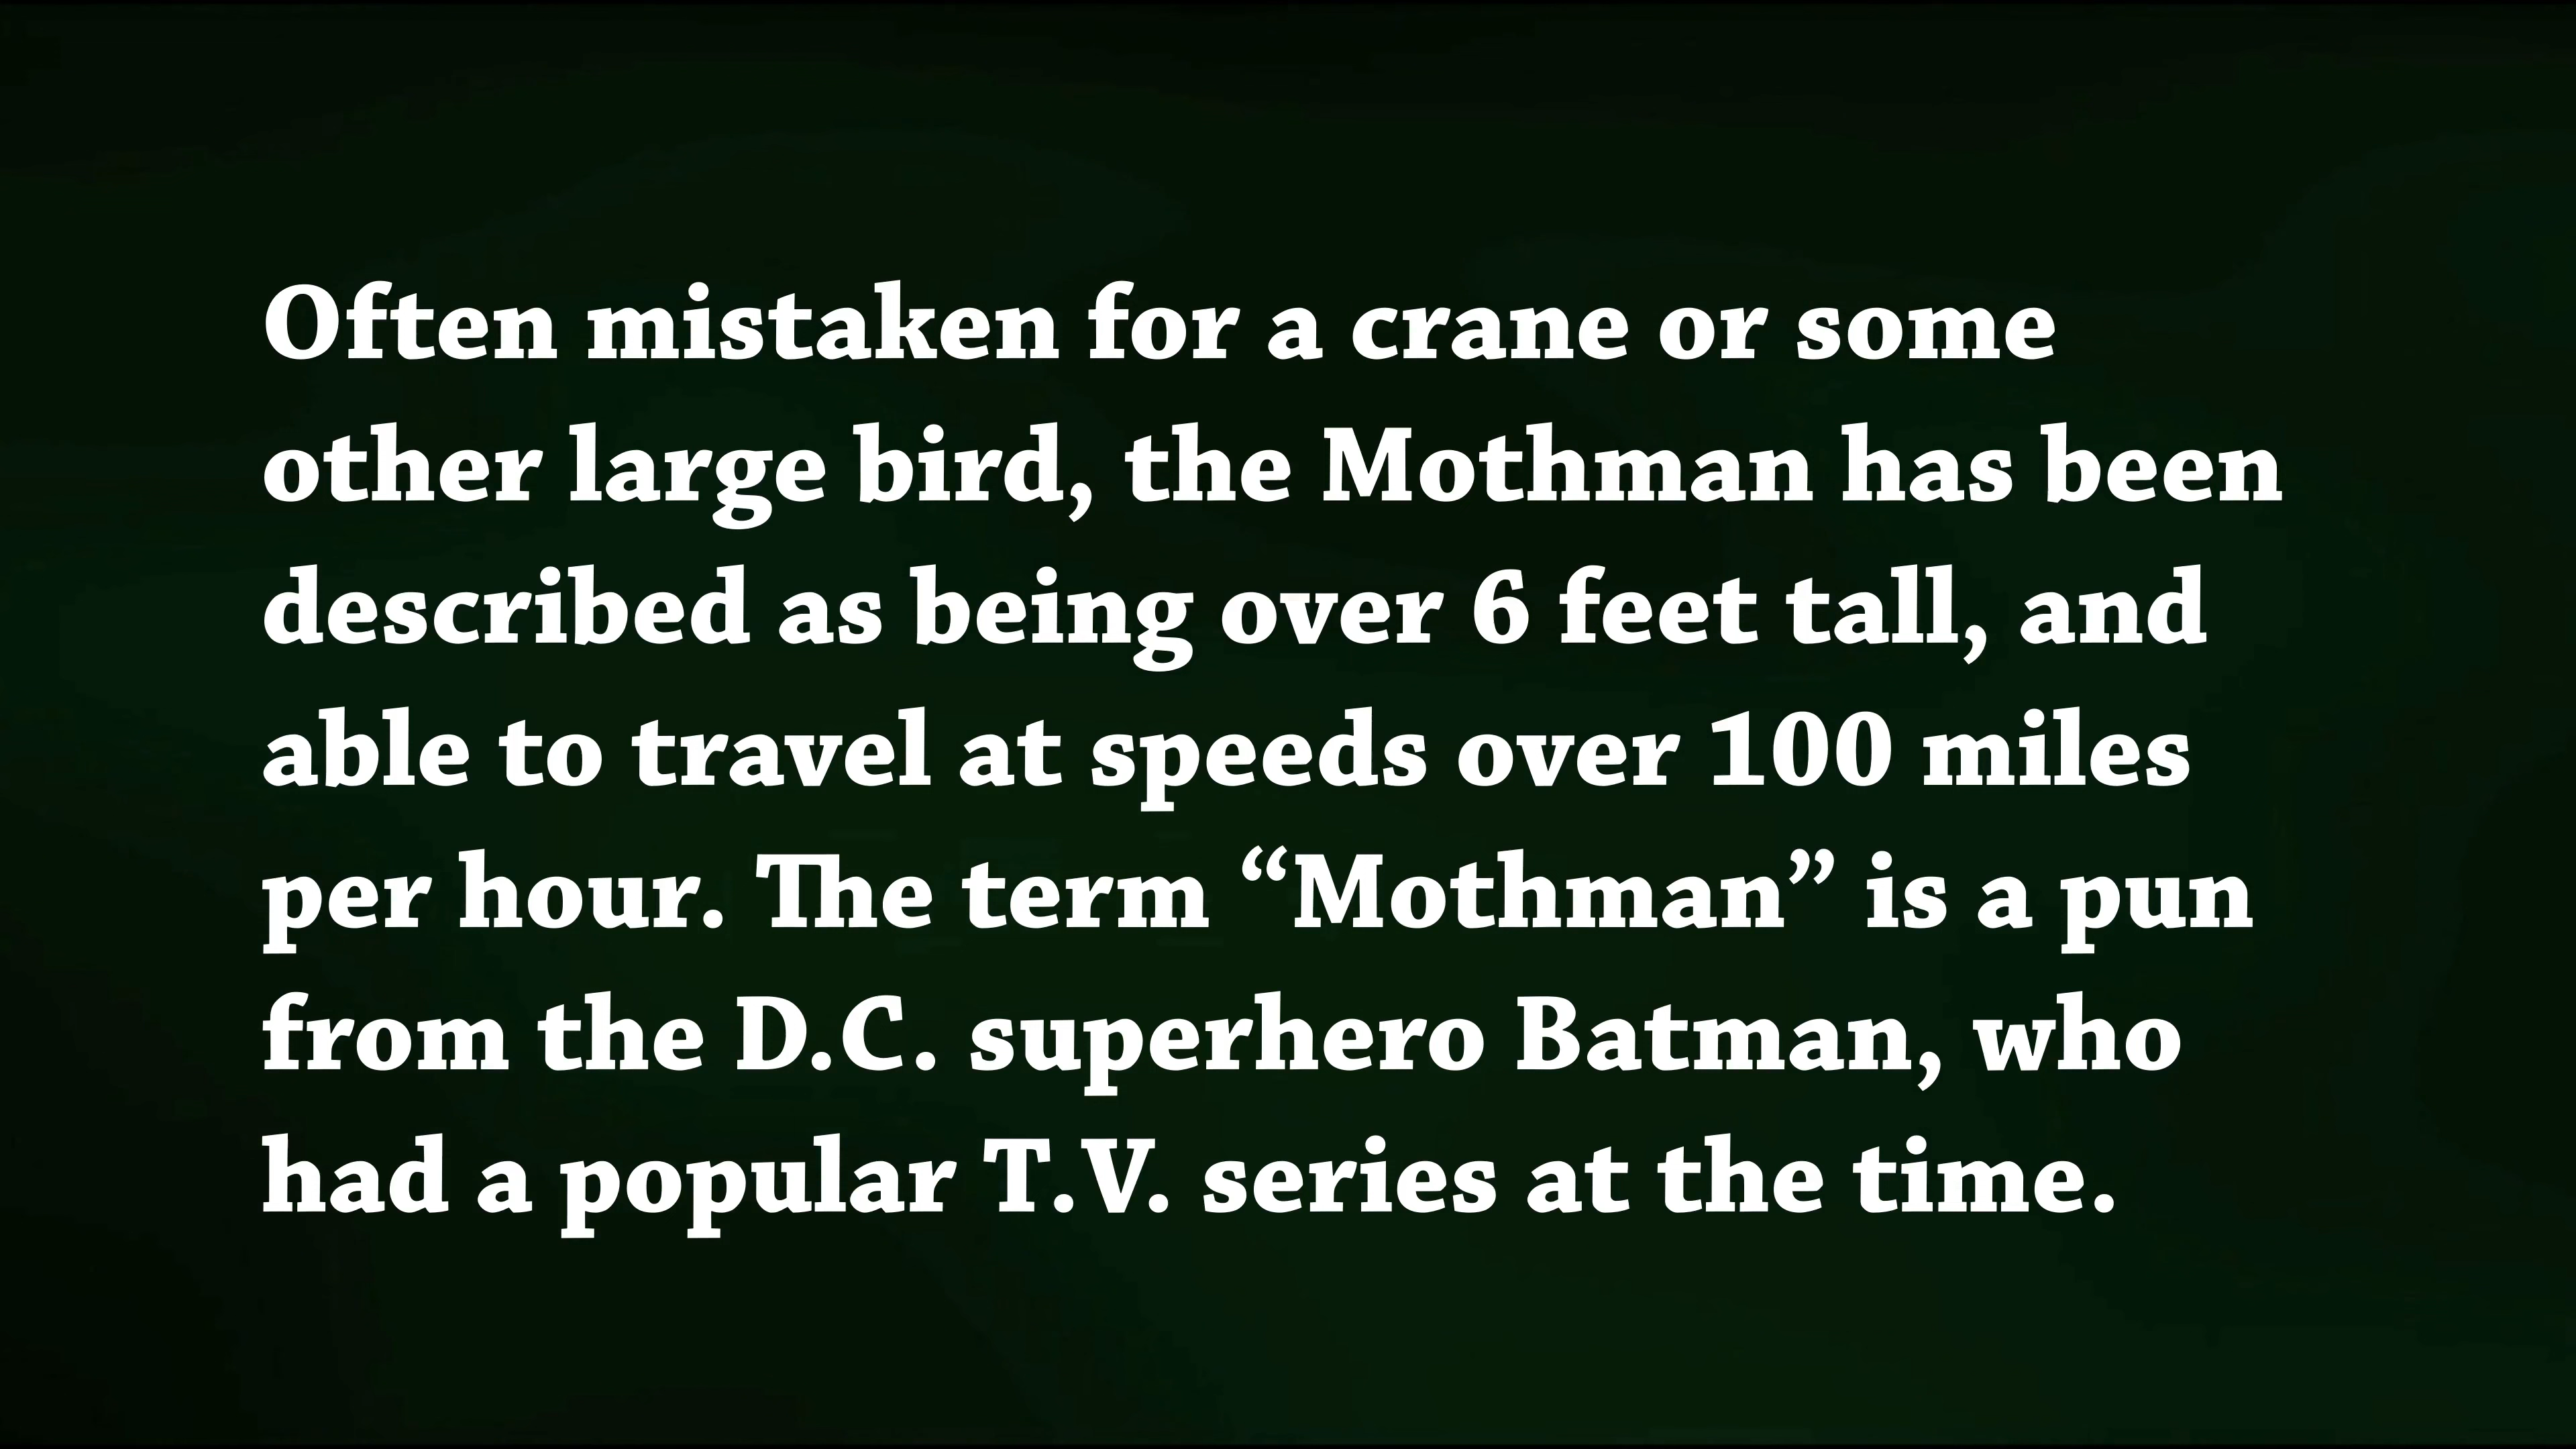 Often mistaken for a crane or some
other large bird, the Mothman has been
described as being over 6 feet tall, and
able to travel at speeds over 100 miles
per hour. The term “Mothman” is a pun
from the D.C. superhero Batman, who
had a popular T.V. series at the time.